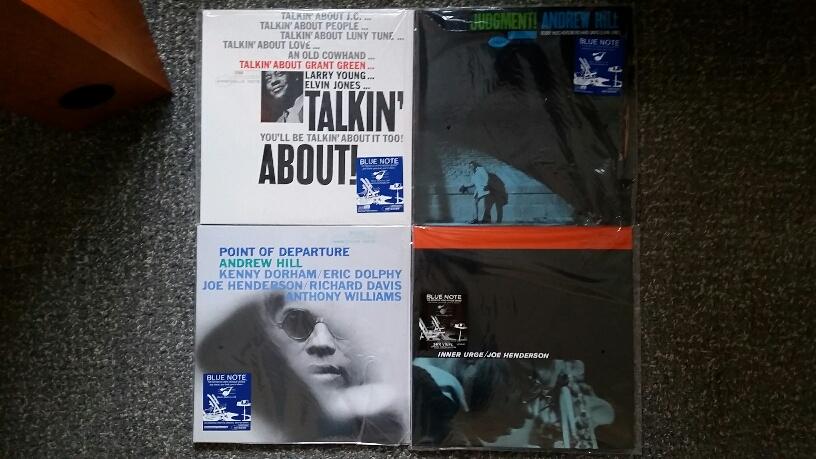 TALKIN' ABOUT J.C. ...
TALKIN' ABOUT PEOPLE ...
TALKIN' ABOUT LUNY TUNE ...
TALKIN' ABOUT LOVE ...
AN OLD COWHAND ...
TALKIN' ABOUT GRANT GREEN ...
LARRY YOUNG ...
ELVIN JONES ...
TALKIN'
YOU'LL BE TALKIN' ABOUT IT TOO!
ABOUT!
BLUE NOTE
JUDGMENT! ANDREW HILL
BLUE NOTE
POINT OF DEPARTURE
ANDREW HILL
KENNY DORHAM/ERIC DOLPHY
JOE HENDERSON/RICHARD DAVIS
ANTHONY WILLIAMS
BLUE NOTE
BLUE NOTE
INNER URGE/JOE HENDERSON